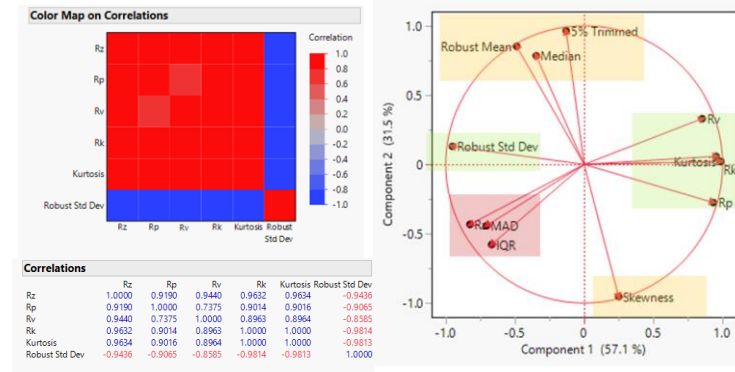 Color Map on Correlations
Correlation
Rz
Rp
Rv
Rk
Kurtosis
Robust Std Dev
1.0
0.8
0.6
0.4
0.2
0.0
-0.2
-0.4
-0.6
-0.8
-1.0
Rz Rp Rv Rk Kurtosis Robust
Std Dev
Correlations
Rz Rp Rv Rk Kurtosis Robust Std Dev
Rz 1.0000 0.9190 0.9440 0.9632 0.9634 -0.9436
Rp 0.9190 1.0000 0.7375 0.9014 0.9016 -0.9065
Rv 0.9440 0.7375 1.0000 0.8963 0.8964 -0.8585
Rk 0.9632 0.9014 0.8963 1.0000 1.0000 -0.9814
Kurtosis 0.9634 0.9016 0.8964 1.0000 1.0000 -0.9813
Robust Std Dev -0.9436 -0.9065 -0.8585 -0.9814 -0.9813 1.0000
Component 2 (31.5 %)
1.0
0.5
0
-0.5
-1.0
5% Trimmed
Robust Mean
Median
Rv
Robust Std Dev
Kurtosis
Rk
Rp
MAD
IQR
Skewness
-1.0 -0.5 0 0.5 1.0
Component 1 (57.1 %)